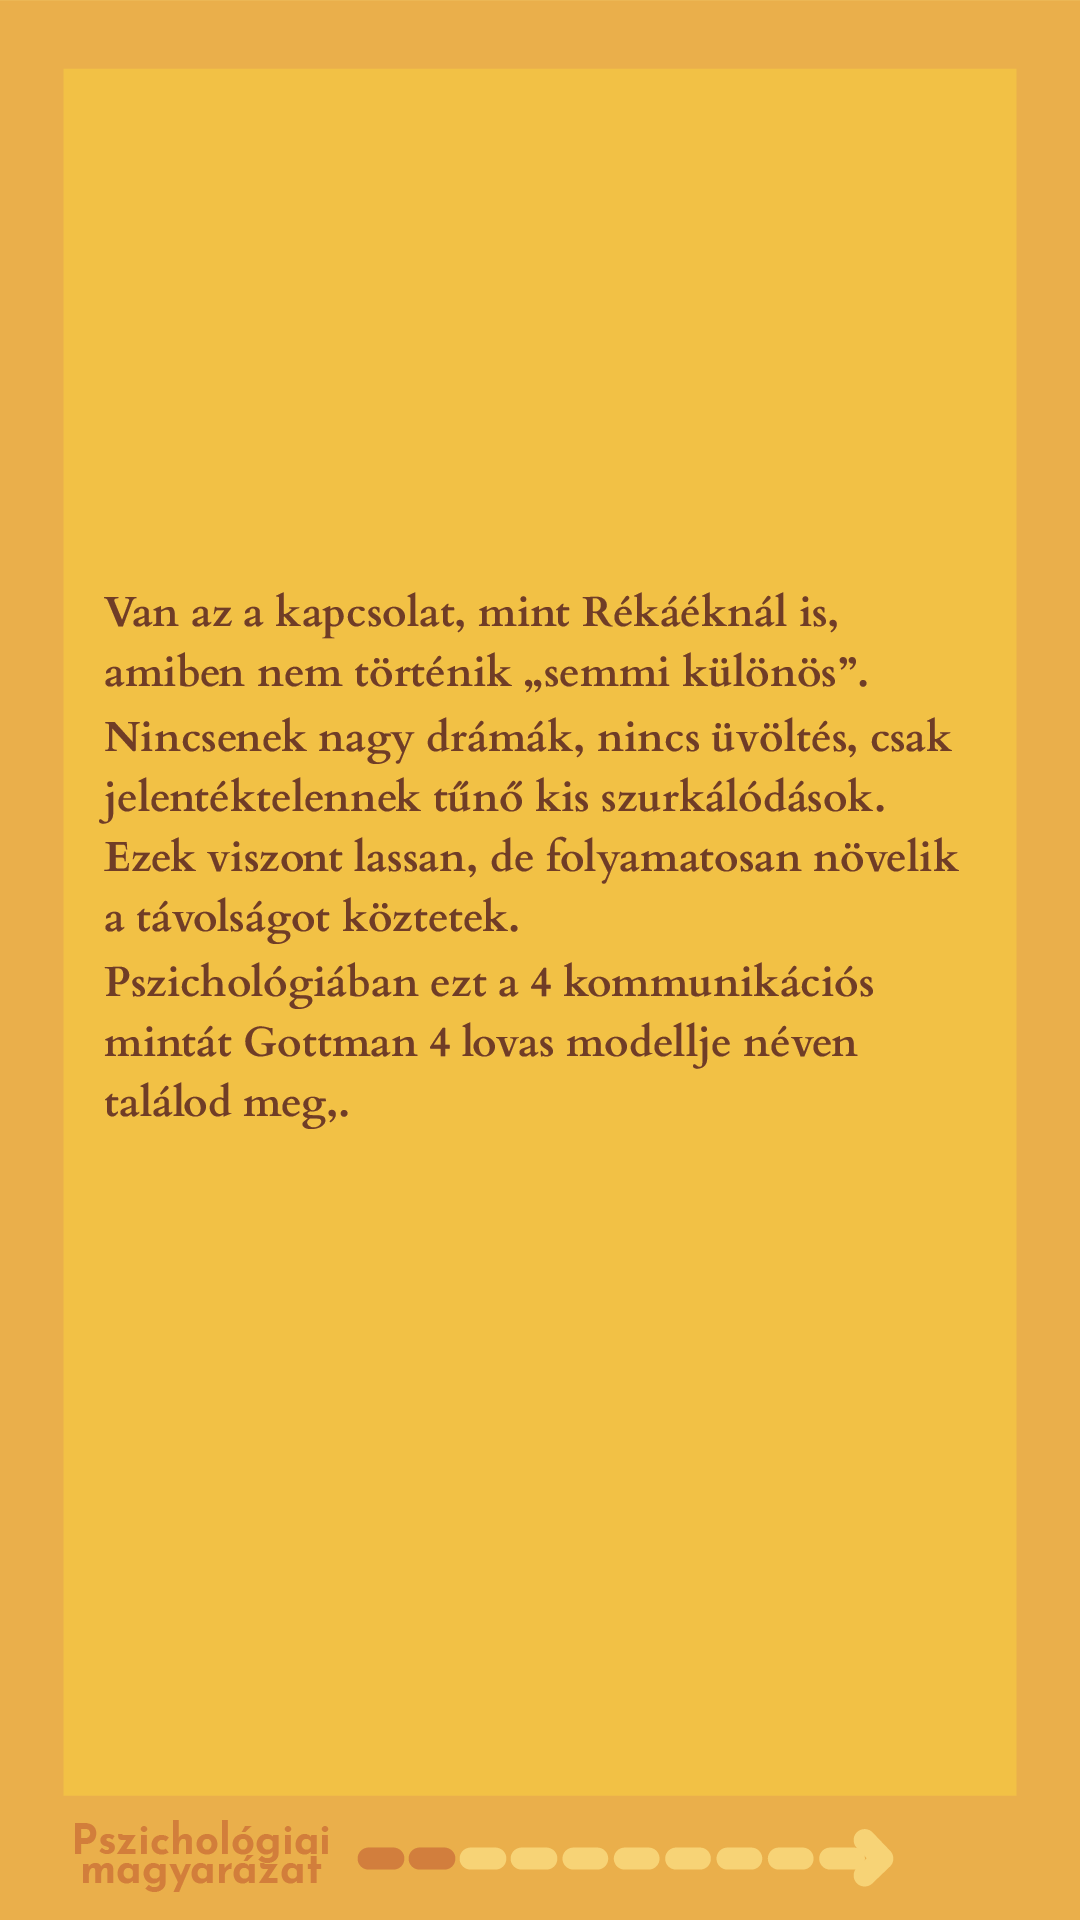 Van az a kapcsolat, mint Rékáéknál is,
amiben nem történik „semmi különös”.
Nincsenek nagy drámák, nincs üvöltés, csak
jelentéktelennek tűnő kis szurkálódások.
Ezek viszont lassan, de folyamatosan növelik
a távolságot köztetek.
Pszichológiában ezt a 4 kommunikációs
mintát Gottman 4 lovas modellje néven
találod meg,.
Pszichológiai
magyarázat